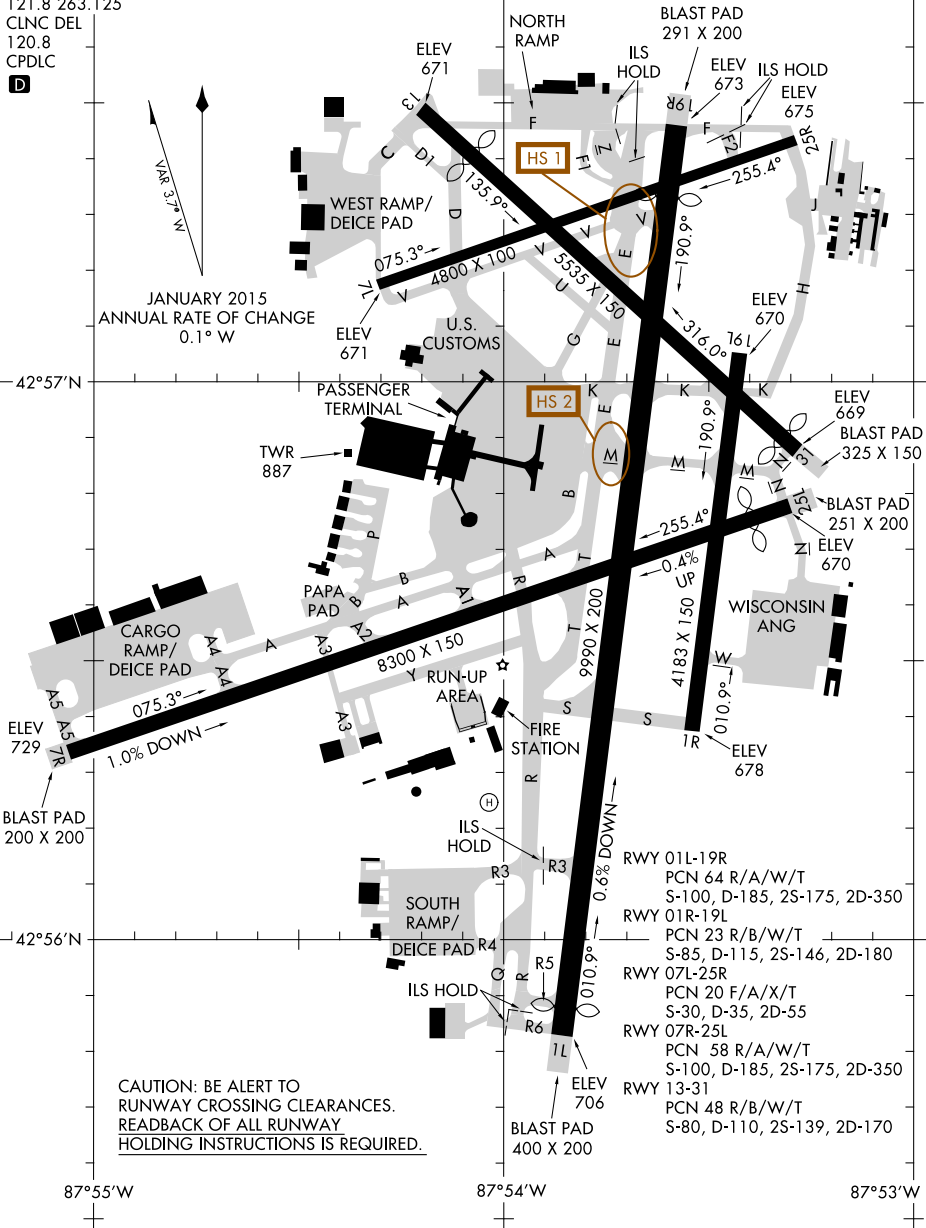 121.8 263.125
CLNC DEL
120.8
CPDLC
D
VAR 3.7° W
JANUARY 2015
ANNUAL RATE OF CHANGE
0.1° W
ELEV
671
13
NORTH
RAMP
ILS
HOLD
BLAST PAD
291 X 200
19R
ELEV
673
ILS HOLD
ELEV
675
25R
F
F
F2
F1
Z
HS 1
C
D1
D
135.9°
255.4°
J
WEST RAMP/
DEICE PAD
V
V
V
E
190.9°
075.3°
4800 X 100
7L
V
U
5535 X 150
H
ELEV
671
U.S.
CUSTOMS
G
E
316.0°
19L
ELEV
670
42°57'N
PASSENGER
TERMINAL
HS 2
K
K
K
E
190.9°
ELEV
669
31
BLAST PAD
325 X 150
TWR
887
M
M
M
N
N
25L
BLAST PAD
251 X 200
B
P
255.4°
0.4%
UP
ELEV
670
N
A
T
R
PAPA
PAD
B
B
A
A1
A2
A3
A
T
9990 X 200
4183 X 150
WISCONSIN
ANG
CARGO
RAMP/
DEICE PAD
A4
A4
8300 X 150
Y
RUN-UP
AREA
W
010.9°
A5
A5
075.3°
1.0% DOWN
A3
FIRE
STATION
S
S
1R
ELEV
678
ELEV
729
7R
BLAST PAD
200 X 200
R
H
ILS
HOLD
R3
R3
0.6% DOWN
RWY 01L-19R
PCN 64 R/A/W/T
S-100, D-185, 2S-175, 2D-350
RWY 01R-19L
PCN 23 R/B/W/T
S-85, D-115, 2S-146, 2D-180
RWY 07L-25R
PCN 20 F/A/X/T
S-30, D-35, 2D-55
RWY 07R-25L
PCN 58 R/A/W/T
S-100, D-185, 2S-175, 2D-350
RWY 13-31
PCN 48 R/B/W/T
S-80, D-110, 2S-139, 2D-170
SOUTH
RAMP/
DEICE PAD
42°56'N
R4
Q
R
R5
010.9°
ILS HOLD
R6
1L
ELEV
706
BLAST PAD
400 X 200
CAUTION: BE ALERT TO
RUNWAY CROSSING CLEARANCES.
READBACK OF ALL RUNWAY
HOLDING INSTRUCTIONS IS REQUIRED.
87°55'W
87°54'W
87°53'W